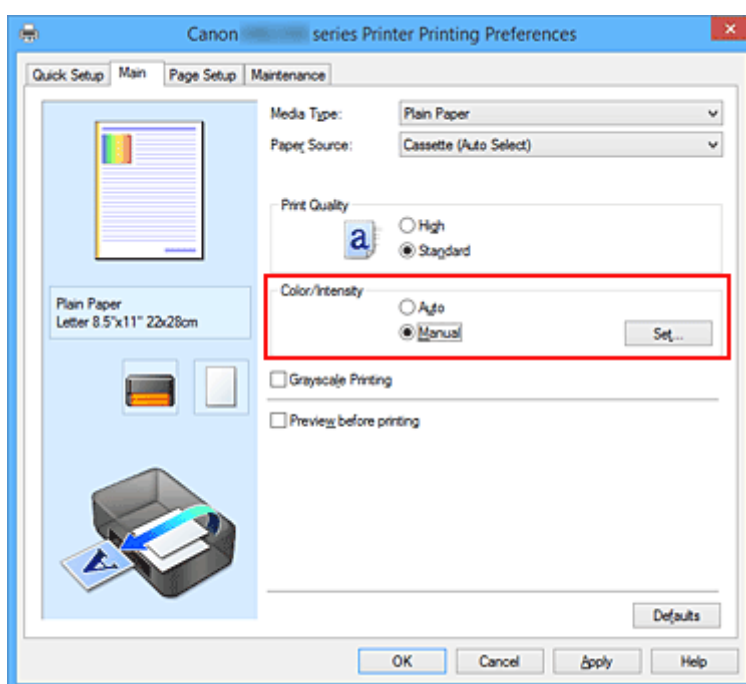 Canon series Printer Printing Preferences
Quick Setup Main Page Setup Maintenance
Media Type: Plain Paper
Paper Source: Cassette (Auto Select)
Print Quality
a
High
Standard
Color/Intensity
Auto
Manual
Set...
Plain Paper
Letter 8.5"x11" 22x28cm
Grayscale Printing
Preview before printing
A
Defaults
OK Cancel Apply Help